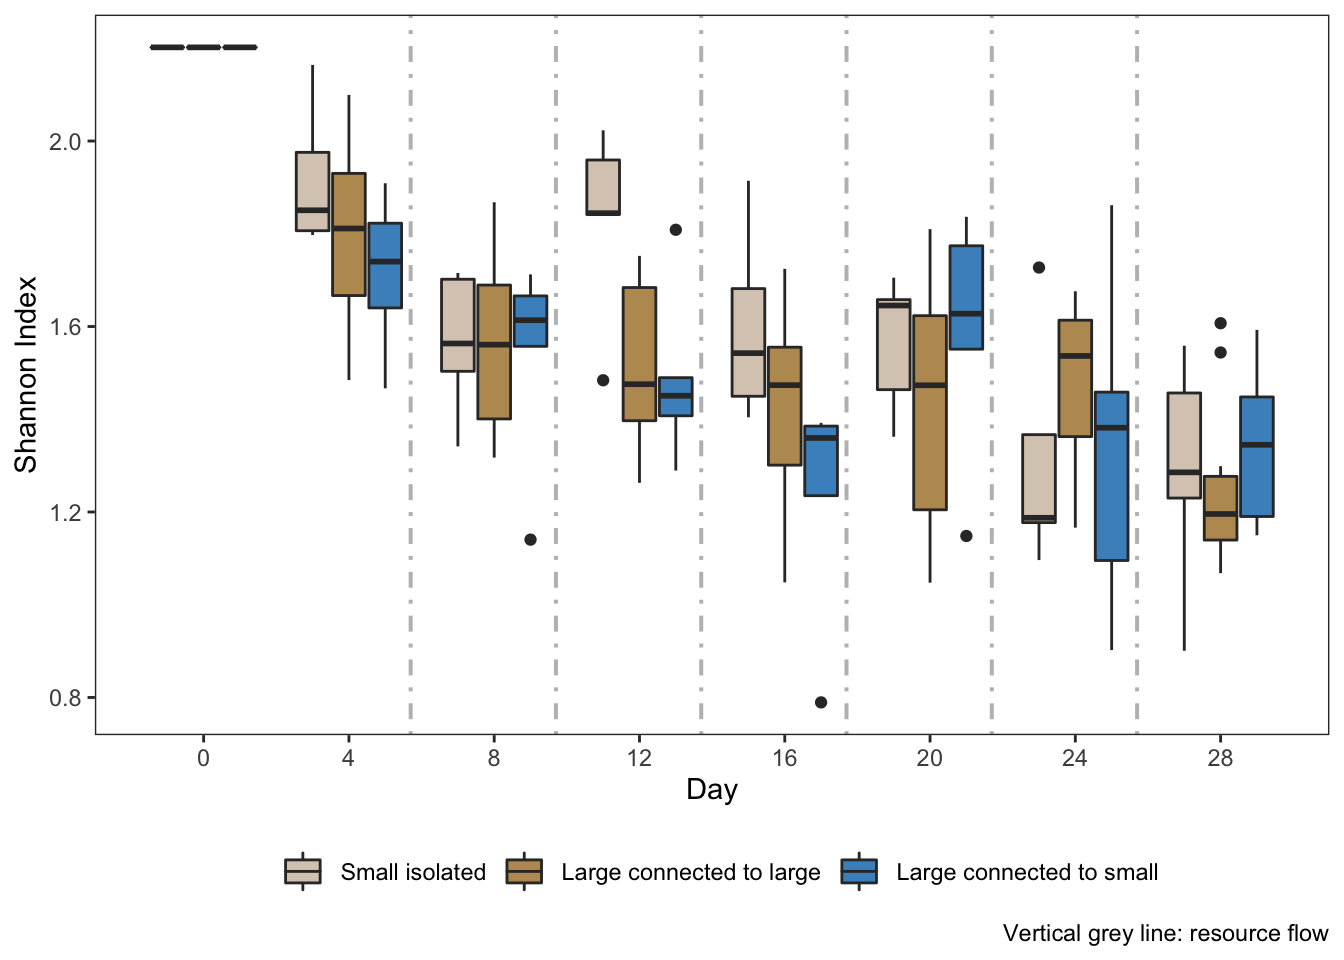 2.0
1.6
1.2
0.8
Shannon Index
0 4 8 12 16 20 24 28
Day
Small isolated Large connected to large Large connected to small
Vertical grey line: resource flow